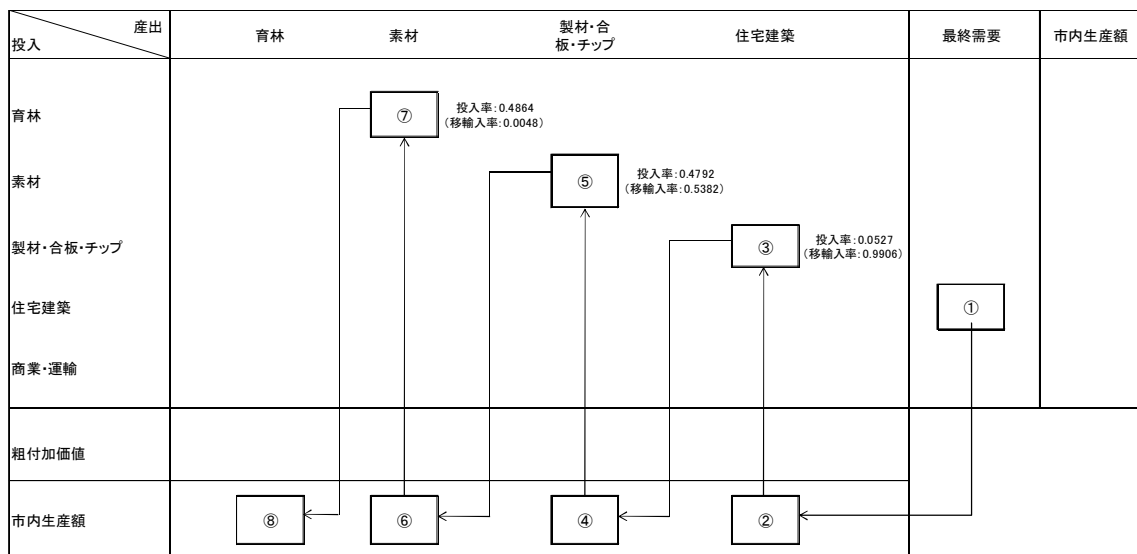 産出
投入
育林
素材
製材・合
板・チップ
住宅建築
最終需要
市内生産額
育林
⑦
投入率：0.4864
（移輸入率：0.0048）
素材
⑤
投入率：0.4792
（移輸入率：0.5382）
製材・合板・チップ
③
投入率：0.0527
（移輸入率：0.9906）
住宅建築
①
商業・運輸
粗付加価値
市内生産額
⑧
⑥
④
②